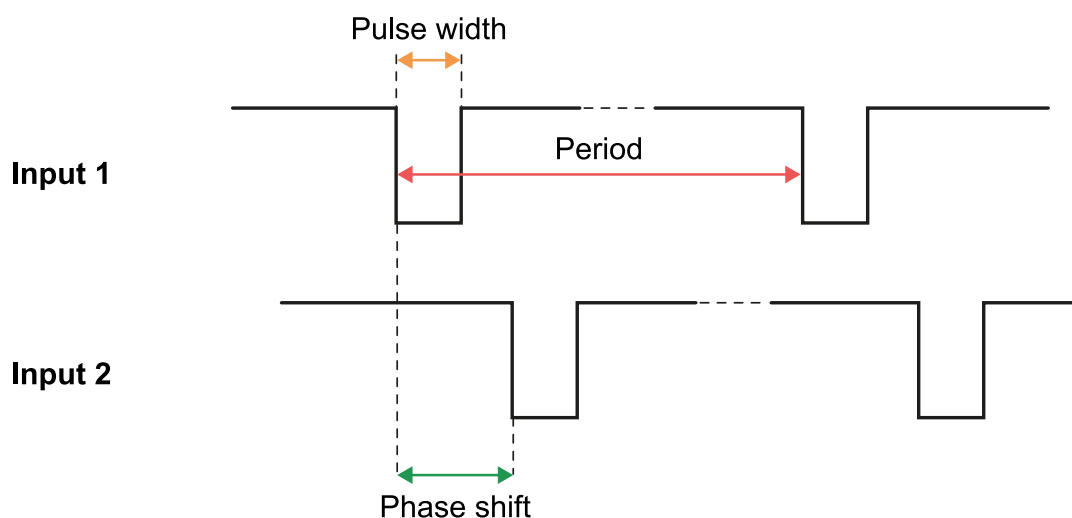 Pulse width
Period
Input 1
Input 2
Phase shift